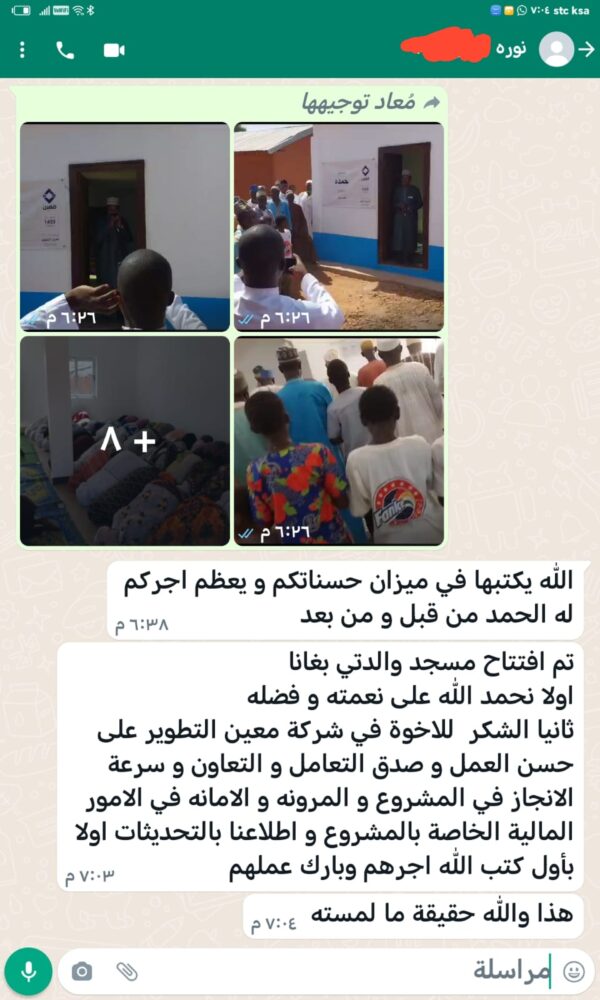 ٧:٠٤ stc ksa
نوره
مُعاد توجيهها
معين
حمده
٦:٢٦ م
٦:٢٦ م
+ ٨
Fanks
٦:٢٦ م
الله يكتبها في ميزان حسناتكم و يعظم اجركم
له الحمد من قبل و من بعد
٦:٣٨ م
تم افتتاح مسجد والدتي بغانا
اولا نحمد الله على نعمته و فضله
ثانيا الشكر للاخوة في شركة معين التطوير على
حسن العمل و صدق التعامل و التعاون و سرعة
الانجاز في المشروع و المرونه و الامانه في الامور
المالية الخاصة بالمشروع و اطلاعنا بالتحديثات اولا
بأول كتب الله اجرهم وبارك عملهم
٧:٠٣ م
هذا والله حقيقة ما لمسته
٧:٠٤ م
مراسلة